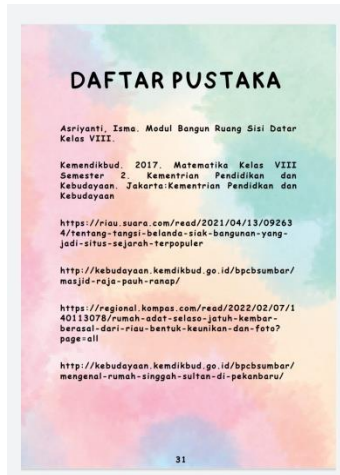 DAFTAR PUSTAKA
Asriyanti, Isma. Modul Bangun Ruang Sisi Datar
Kelas VIII.
Kemendikbud. 2017. Matematika Kelas VIII
Semester 2. Kementrian Pendidikan dan
Kebudayaan. Jakarta:Kementrian Pendidkan dan
Kebudayaan
https://riau.suara.com/read/2021/04/13/09263
4/tentang-tangsi-belanda-siak-bangunan-yang-
jadi-situs-sejarah-terpopuler
http://kebudayaan.kemdikbud.go.id/bpcbsumbar/
masjid-raja-pauh-ranap/
https://regional.kompas.com/read/2022/02/07/1
40113078/rumah-adat-selaso-jatuh-kembar-
berasal-dari-riau-bentuk-keunikan-dan-foto?
page=all
http://kebudayaan.kemdikbud.go.id/bpcbsumbar/
mengenal-rumah-singgah-sultan-di-pekanbaru/
31